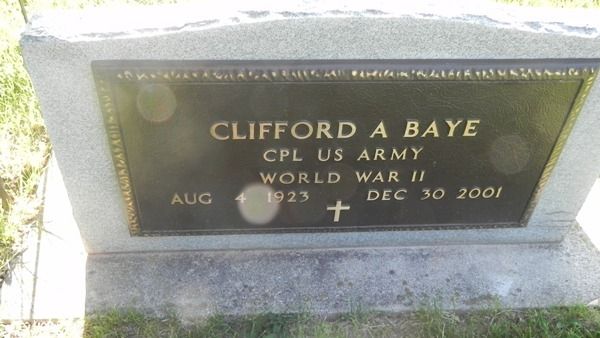 CLIFFORD A BAYE
CPL US ARMY
WORLD WAR II
AUG 4 1923 DEC 30 2001